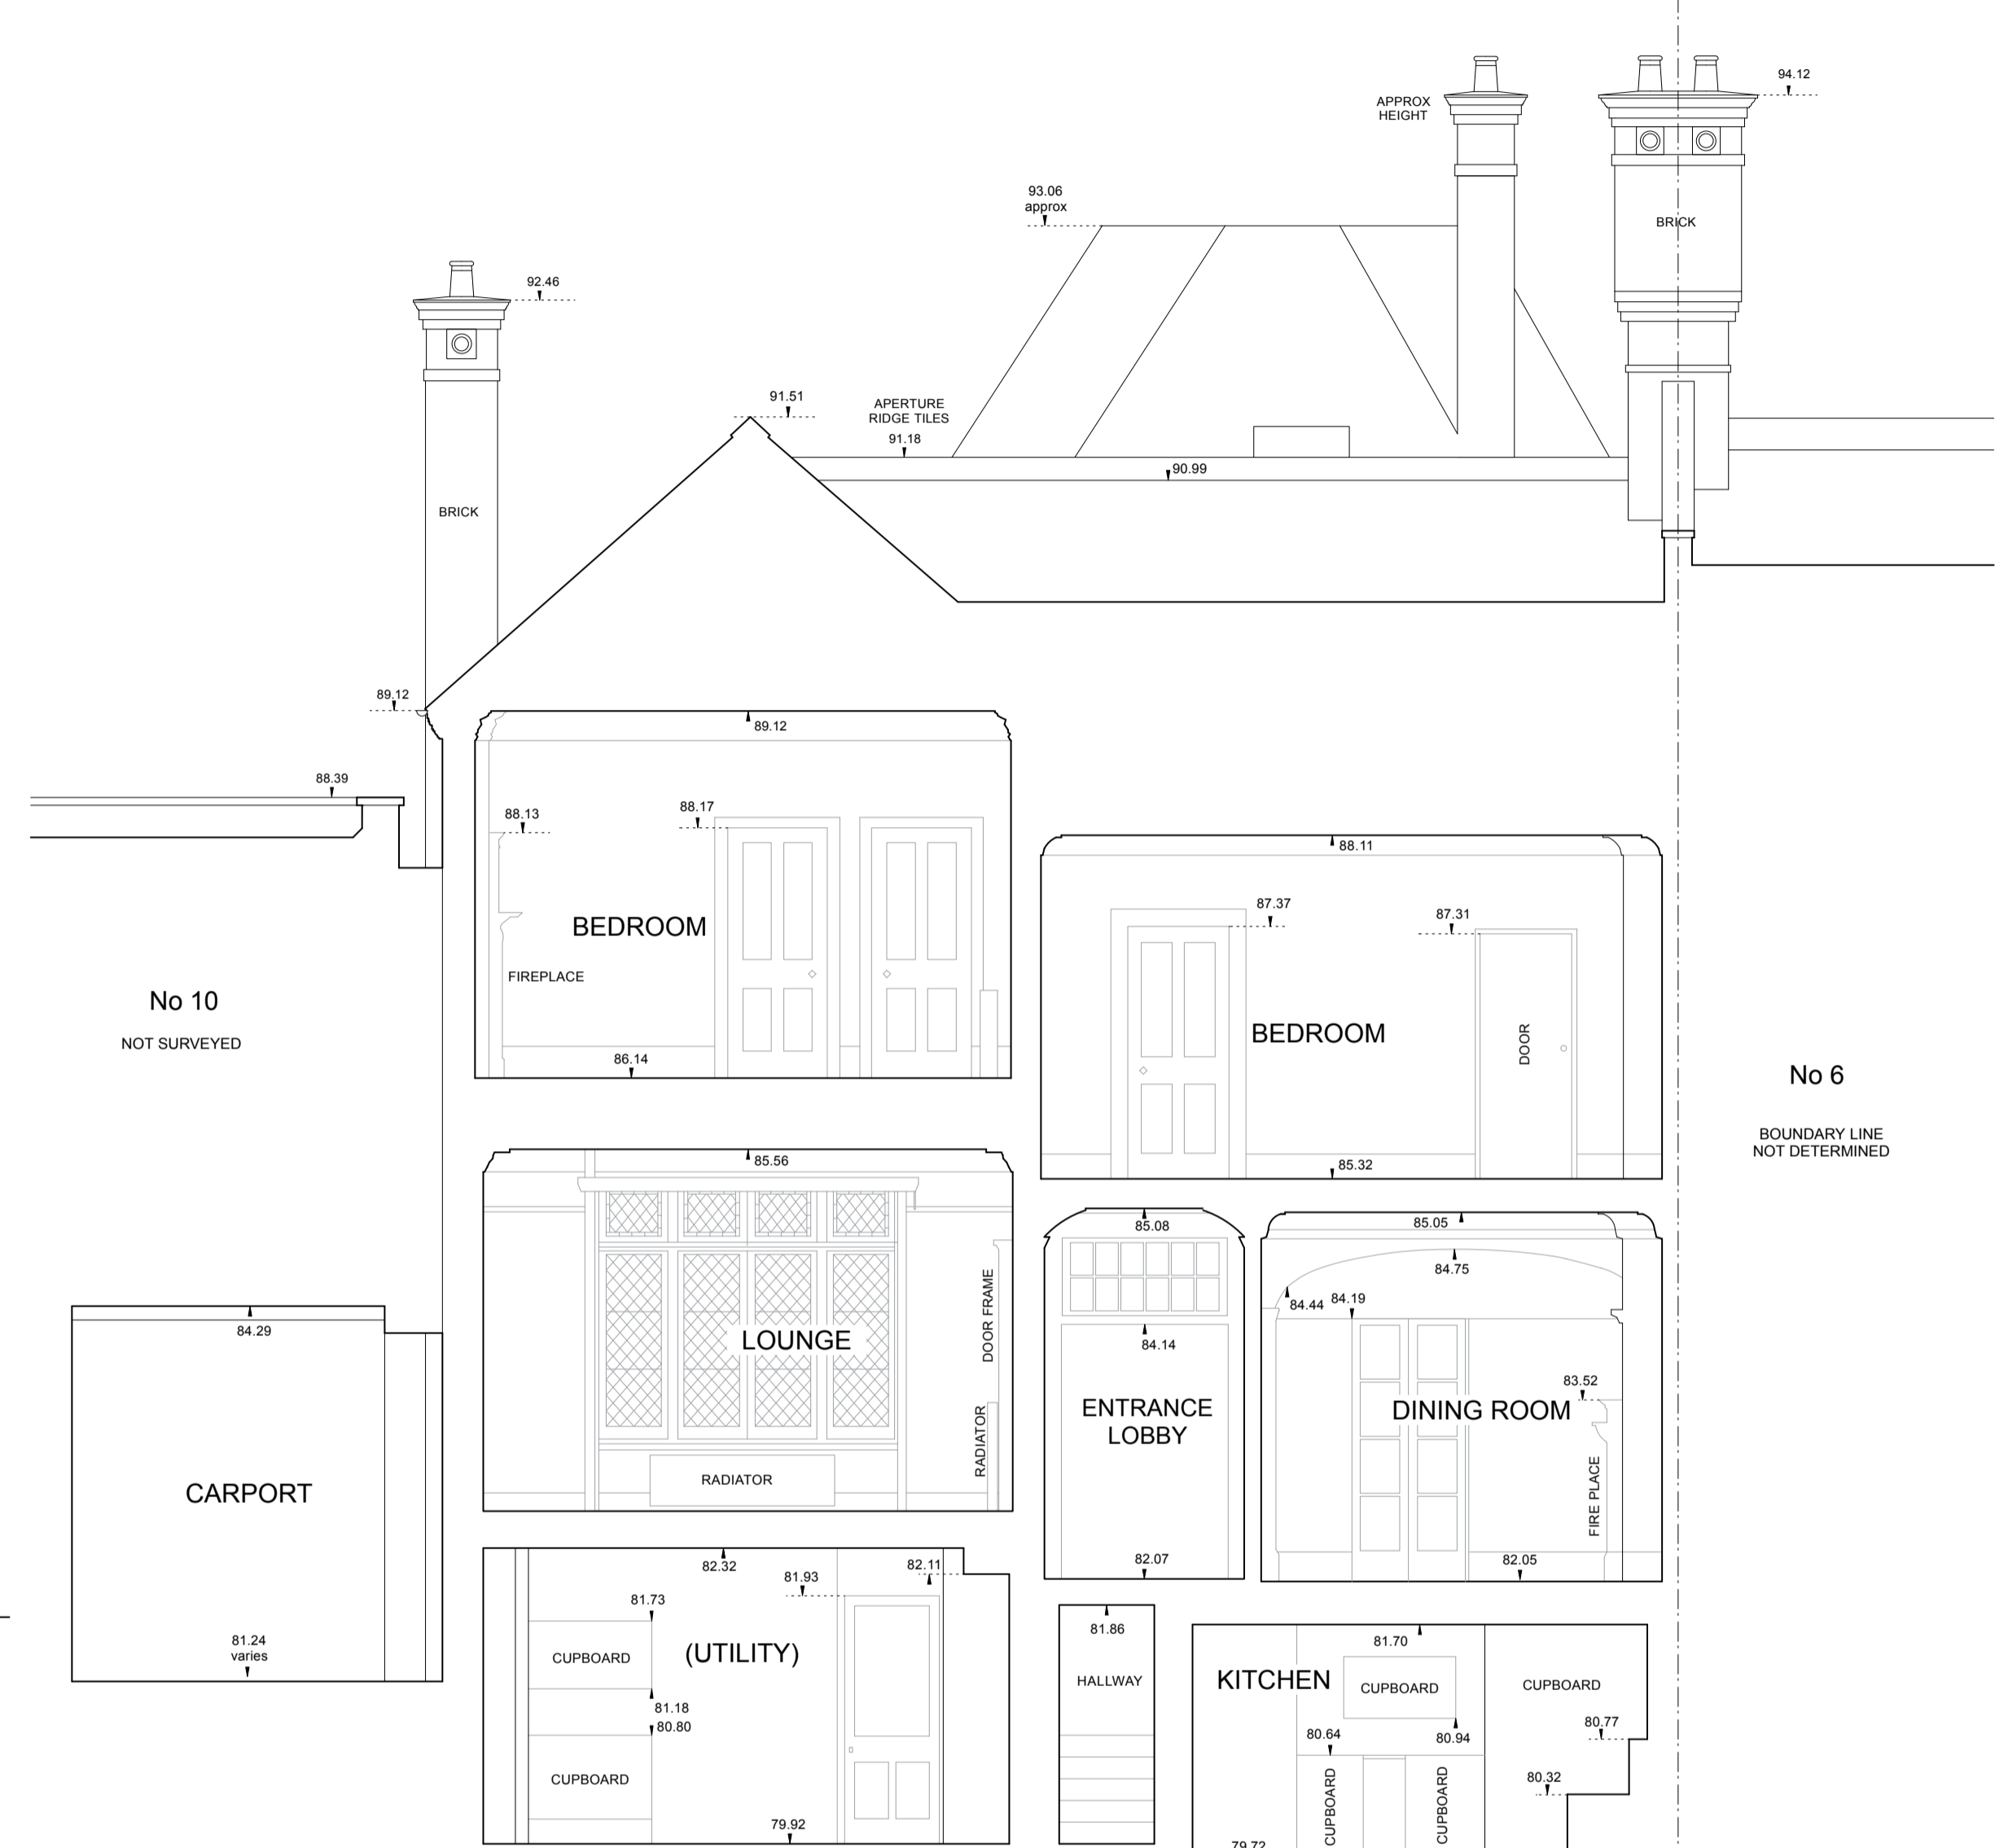 94.12
APPROX
HEIGHT
93.06
approx
BRICK
92.46
91.51
APERTURE
RIDGE TILES
91.18
90.99
BRICK
89.12
89.12
88.39
88.13
88.17
88.11
87.37
87.31
BEDROOM
FIREPLACE
No 10
NOT SURVEYED
BEDROOM
DOOR
86.14
No 6
BOUNDARY LINE
NOT DETERMINED
85.56
85.32
85.08
85.05
84.75
84.44
84.19
84.29
84.14
DOOR FRAME
LOUNGE
83.52
ENTRANCE
LOBBY
DINING ROOM
RADIATOR
RADIATOR
CARPORT
FIRE PLACE
82.32
82.11
82.07
82.05
81.93
81.73
81.86
81.24
varies
(UTILITY)
CUPBOARD
81.70
KITCHEN
HALLWAY
CUPBOARD
CUPBOARD
81.18
80.80
80.64
80.94
80.77
CUPBOARD
80.32
CUPBOARD
CUPBOARD
79.92
79.72